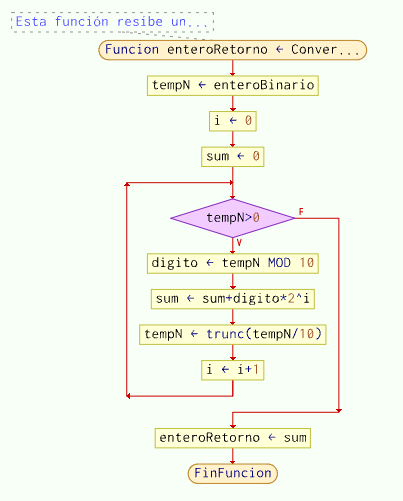 Esta función resibe un...
Funcion enteroRetorno ← Conver...
tempN ← enteroBinario
i ← 0
sum ← 0
tempN>0
F
V
digito ← tempN MOD 10
sum ← sum+digito*2^i
tempN ← trunc(tempN/10)
i ← i+1
enteroRetorno ← sum
FinFuncion